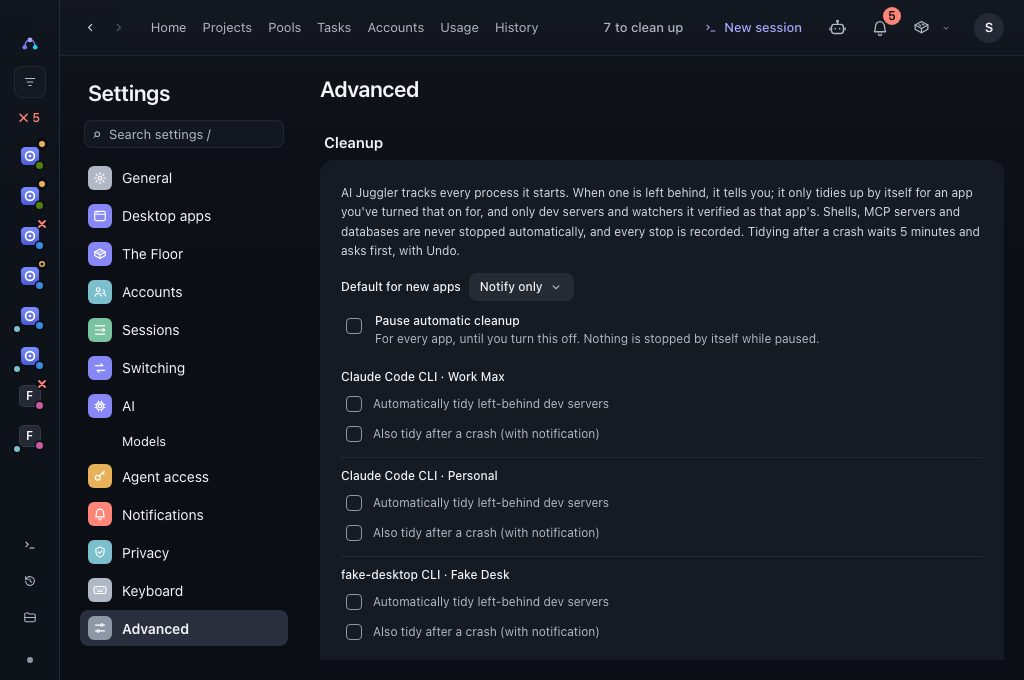 Home Projects Pools Tasks Accounts Usage History 7 to clean up New session 5 S
5
F
F
Settings
Search settings /
General
Desktop apps
The Floor
Accounts
Sessions
Switching
AI
Models
Agent access
Notifications
Privacy
Keyboard
Advanced
Advanced
Cleanup
AI Juggler tracks every process it starts. When one is left behind, it tells you; it only tidies up by itself for an app
you've turned that on for, and only dev servers and watchers it verified as that app's. Shells, MCP servers and
databases are never stopped automatically, and every stop is recorded. Tidying after a crash waits 5 minutes and
asks first, with Undo.
Default for new apps Notify only
Pause automatic cleanup
For every app, until you turn this off. Nothing is stopped by itself while paused.
Claude Code CLI · Work Max
Automatically tidy left-behind dev servers
Also tidy after a crash (with notification)
Claude Code CLI · Personal
Automatically tidy left-behind dev servers
Also tidy after a crash (with notification)
fake-desktop CLI · Fake Desk
Automatically tidy left-behind dev servers
Also tidy after a crash (with notification)